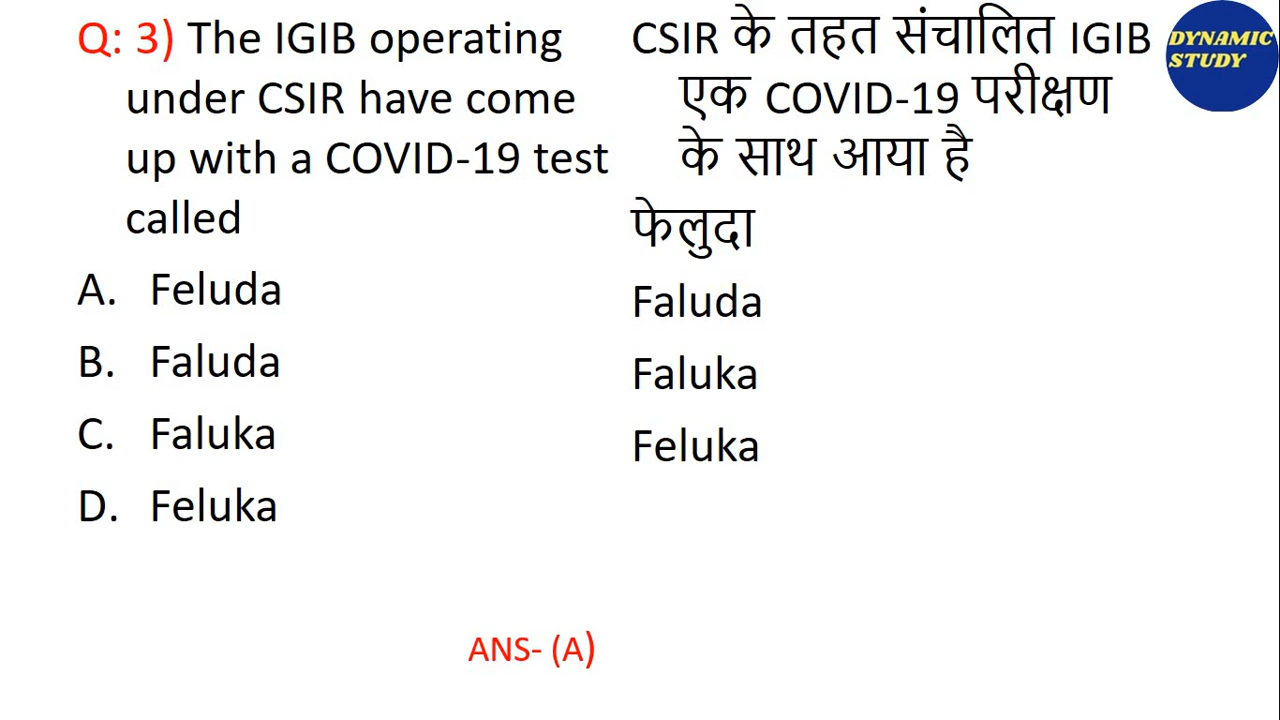 Q: 3) The IGIB operating
under CSIR have come
up with a COVID-19 test
called
A. Feluda
B. Faluda
C. Faluka
D. Feluka
CSIR के तहत संचालित IGIB
एक COVID-19 परीक्षण
के साथ आया है
फेलुदा
Faluda
Faluka
Feluka
DYNAMIC
STUDY
ANS- (A)